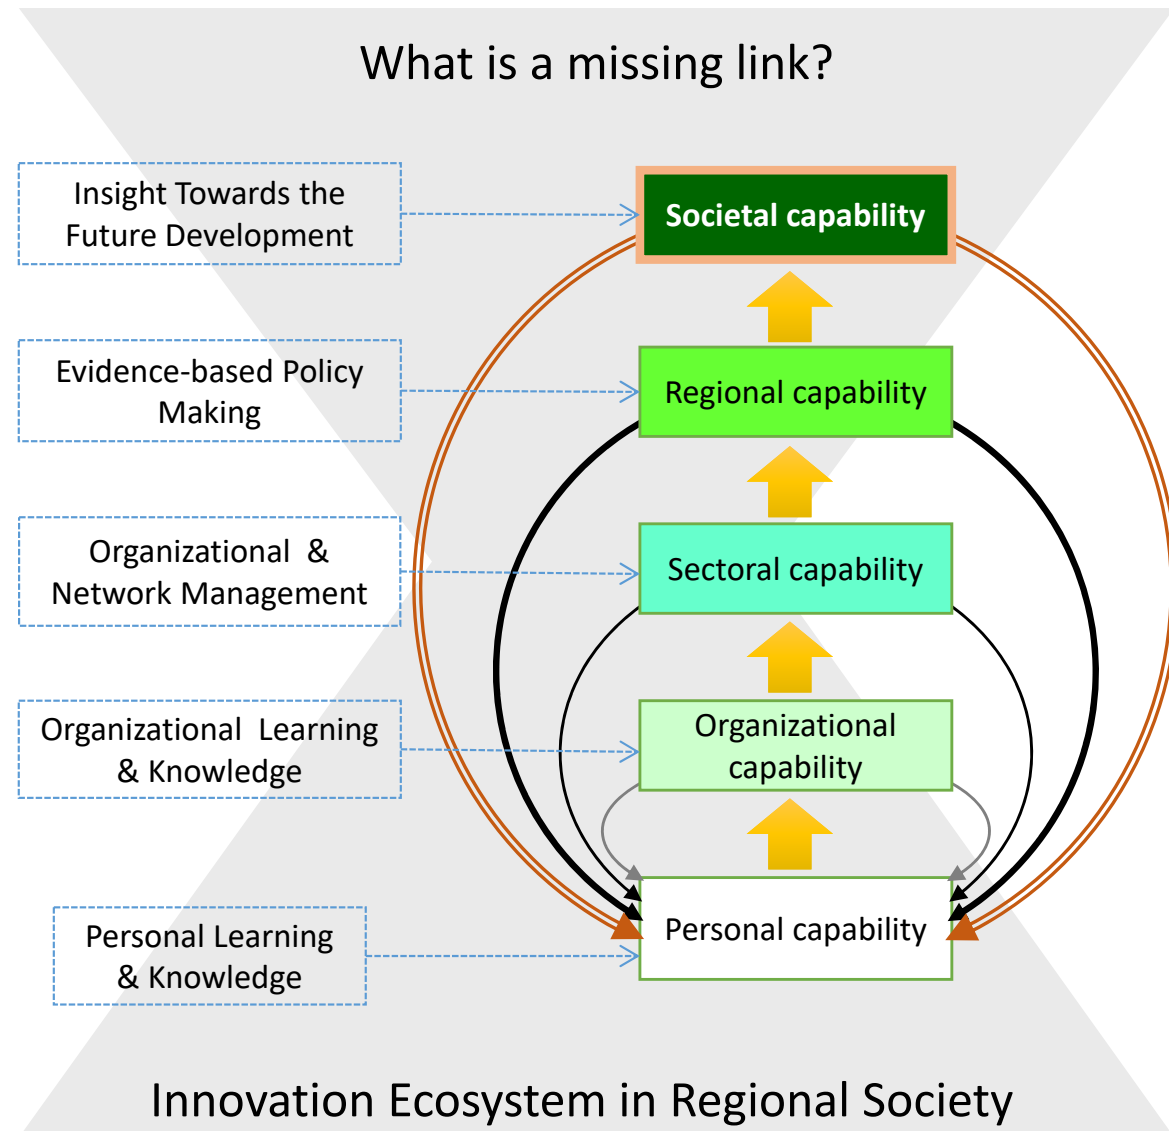 What is a missing link?
Insight Towards the
Future Development
Societal capability
Evidence-based Policy
Making
Regional capability
Organizational &
Network Management
Sectoral capability
Organizational Learning
& Knowledge
Organizational
capability
Personal Learning
& Knowledge
Personal capability
Innovation Ecosystem in Regional Society